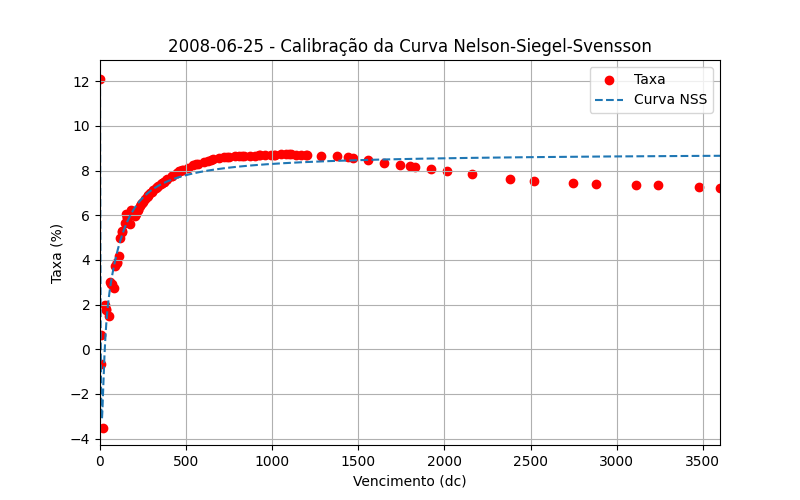 2008-06-25 - Calibração da Curva Nelson-Siegel-Svensson
Taxa
Curva NSS
Taxa (%)
12
10
8
6
4
2
0
−2
−4
0 500 1000 1500 2000 2500 3000 3500
Vencimento (dc)